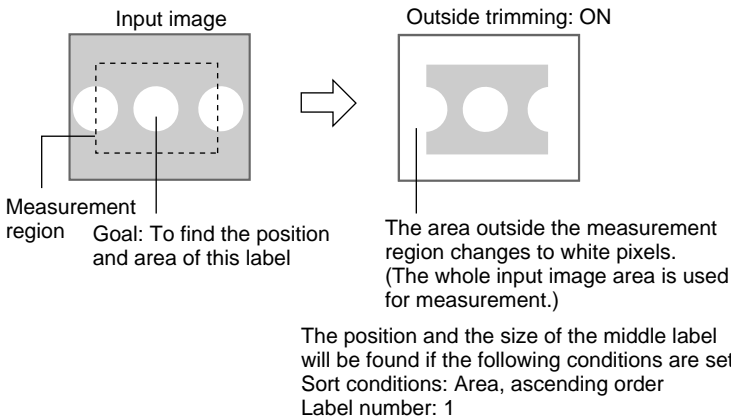 Input image
Outside trimming: ON
Measurement
region
Goal: To find the position
and area of this label
The area outside the measurement
region changes to white pixels.
(The whole input image area is used
for measurement.)
The position and the size of the middle label
will be found if the following conditions are set
Sort conditions: Area, ascending order
Label number: 1